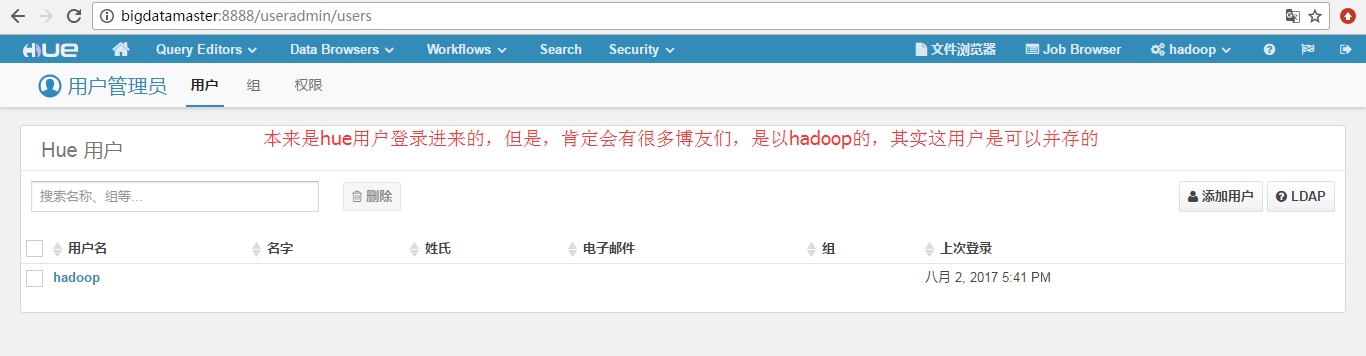 bigdatamaster:8888/useradmin/users
HUE Query Editors Data Browsers Workflows Search Security 文件浏览器 Job Browser hadoop
用户管理员 用户 组 权限
本来是hue用户登录进来的，但是，肯定会有很多博友们，是以hadoop的，其实这用户是可以并存的
Hue 用户
搜索名称、组等... 删除 添加用户 LDAP
用户名 名字 姓氏 电子邮件 组 上次登录
hadoop 八月 2, 2017 5:41 PM